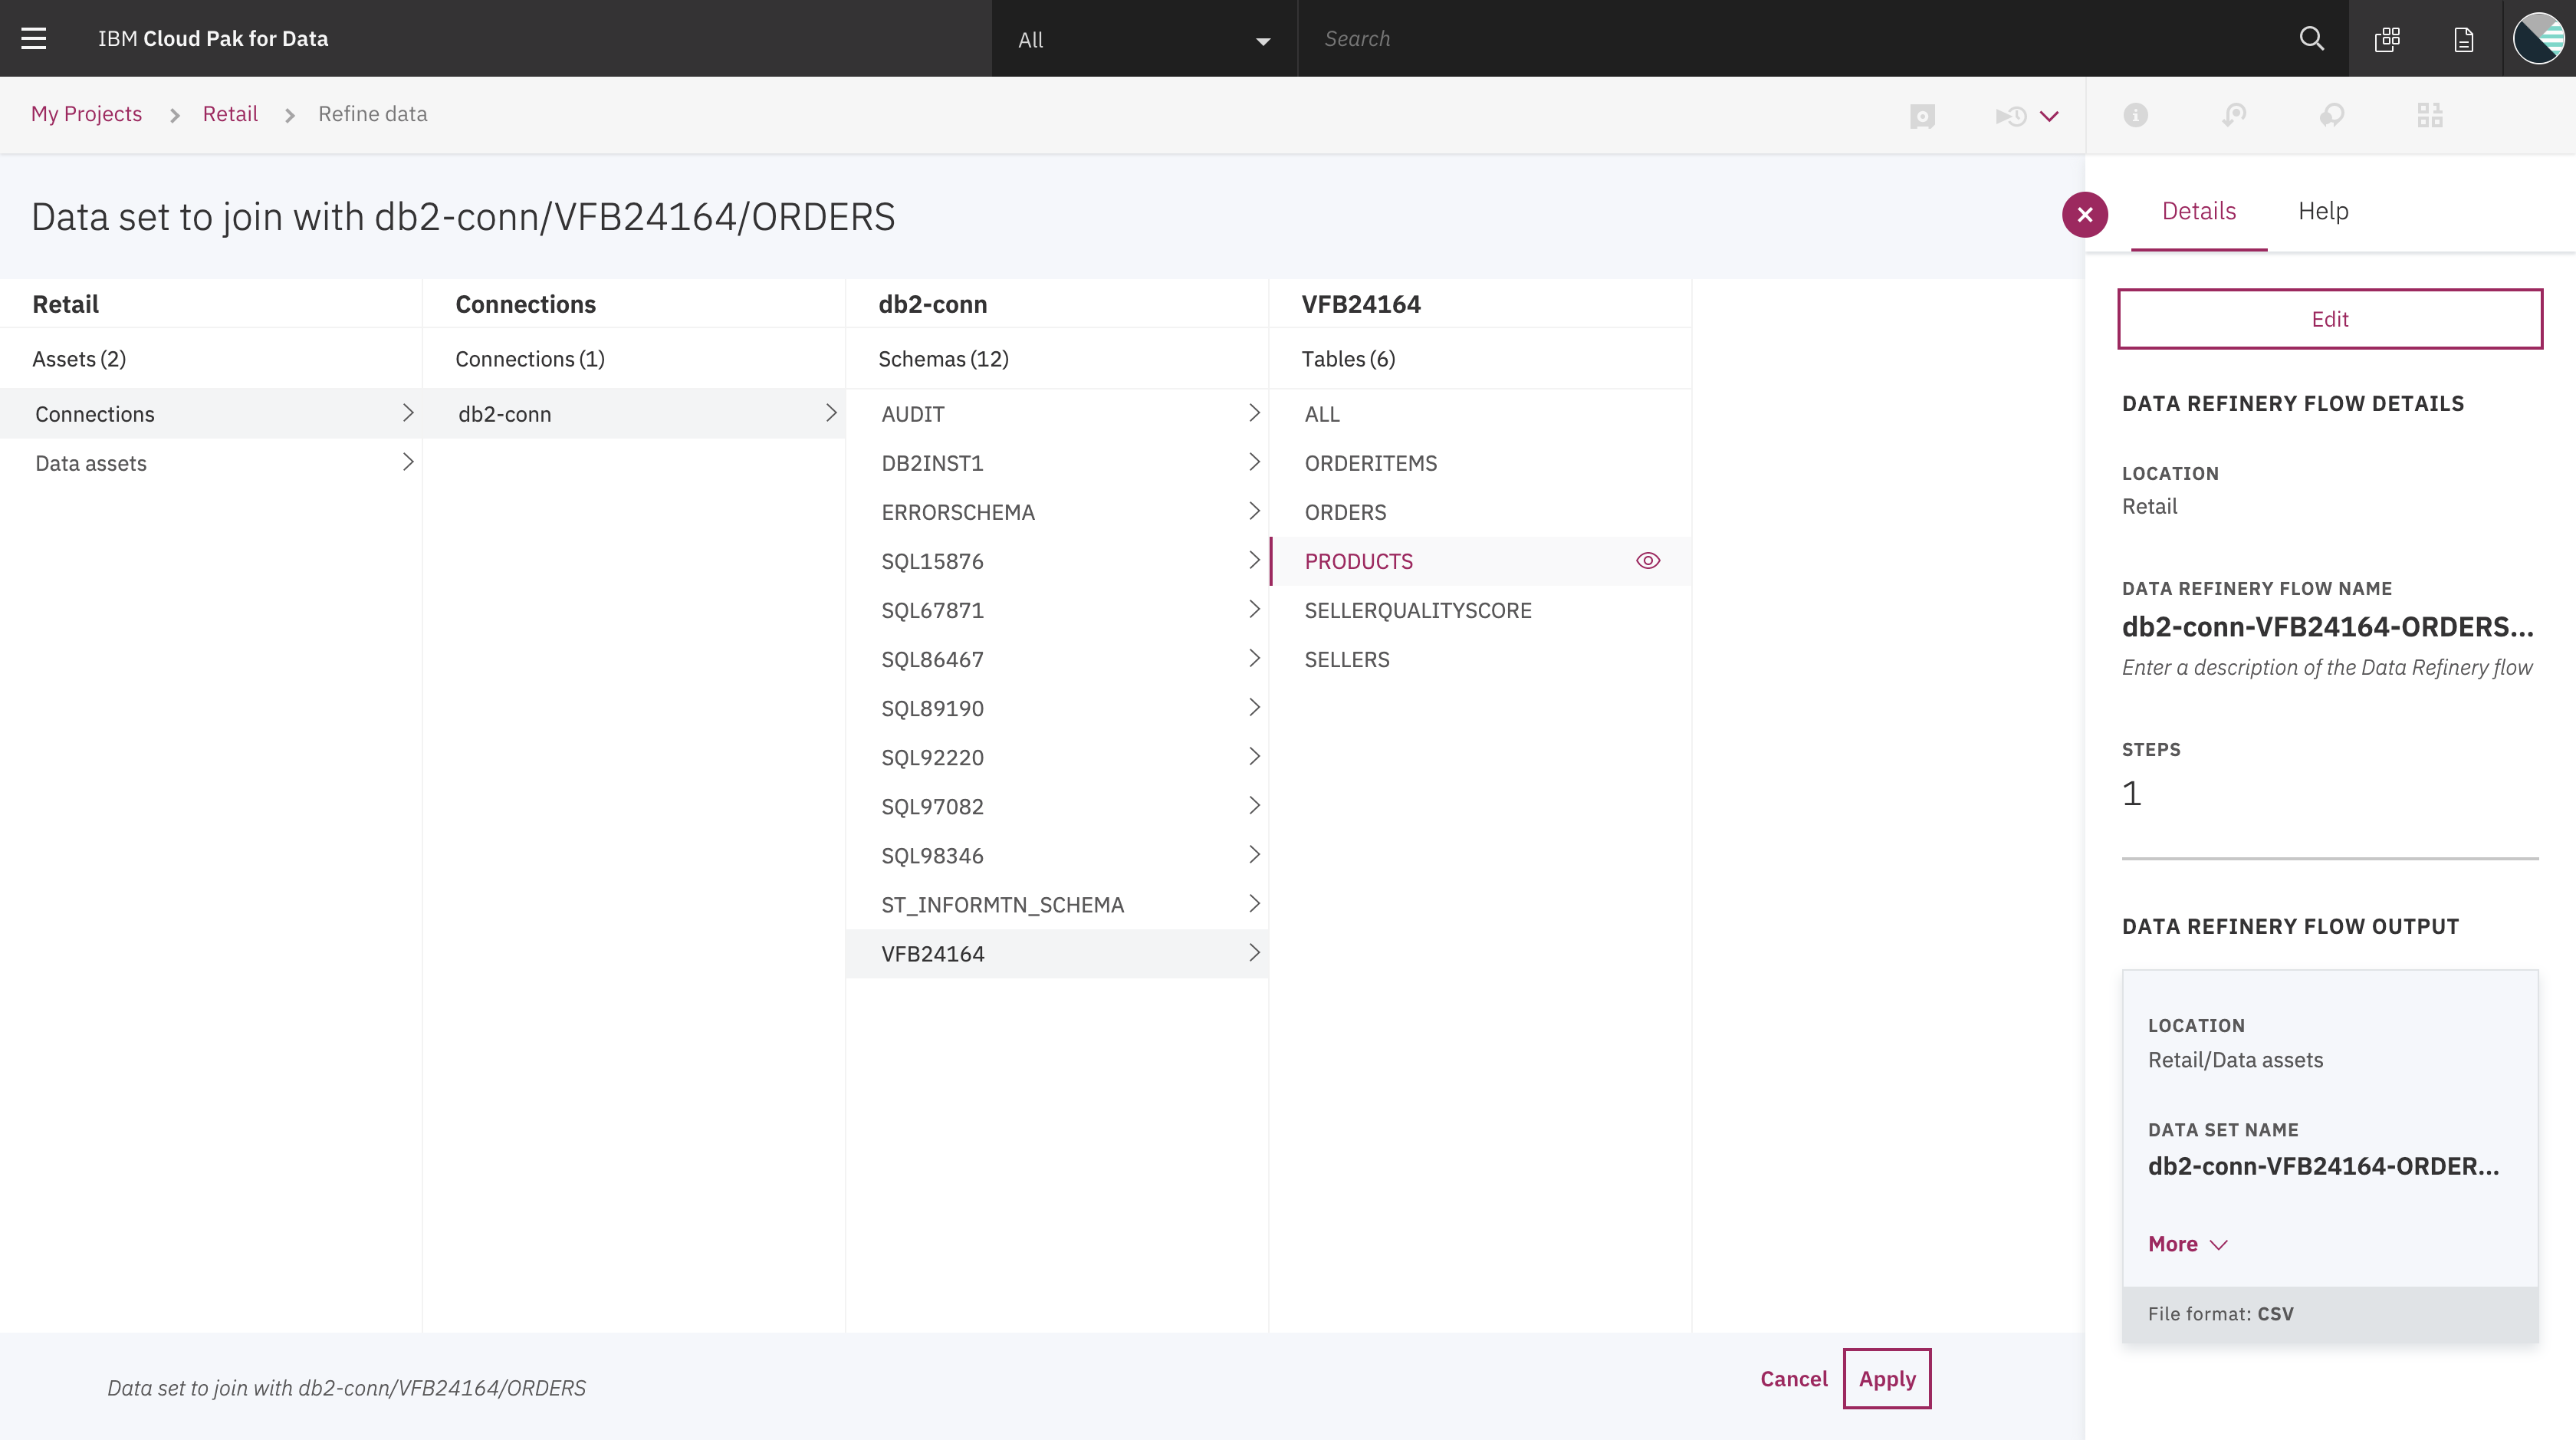 IBM Cloud Pak for Data
All
Search
My Projects
Retail
Refine data
Data set to join with db2-conn/VFB24164/ORDERS
Retail
Assets (2)
Connections
Data assets
Connections
Connections (1)
db2-conn
db2-conn
Schemas (12)
AUDIT
DB2INST1
ERRORSCHEMA
SQL15876
SQL67871
SQL86467
SQL89190
SQL92220
SQL97082
SQL98346
ST_INFORMTN_SCHEMA
VFB24164
VFB24164
Tables (6)
ALL
ORDERITEMS
ORDERS
PRODUCTS
SELLERQUALITYSCORE
SELLERS
Data set to join with db2-conn/VFB24164/ORDERS
Cancel
Apply
Details
Help
Edit
DATA REFINERY FLOW DETAILS
LOCATION
Retail
DATA REFINERY FLOW NAME
db2-conn-VFB24164-ORDERS...
Enter a description of the Data Refinery flow
STEPS
1
DATA REFINERY FLOW OUTPUT
LOCATION
Retail/Data assets
DATA SET NAME
db2-conn-VFB24164-ORDER...
More
File format: CSV